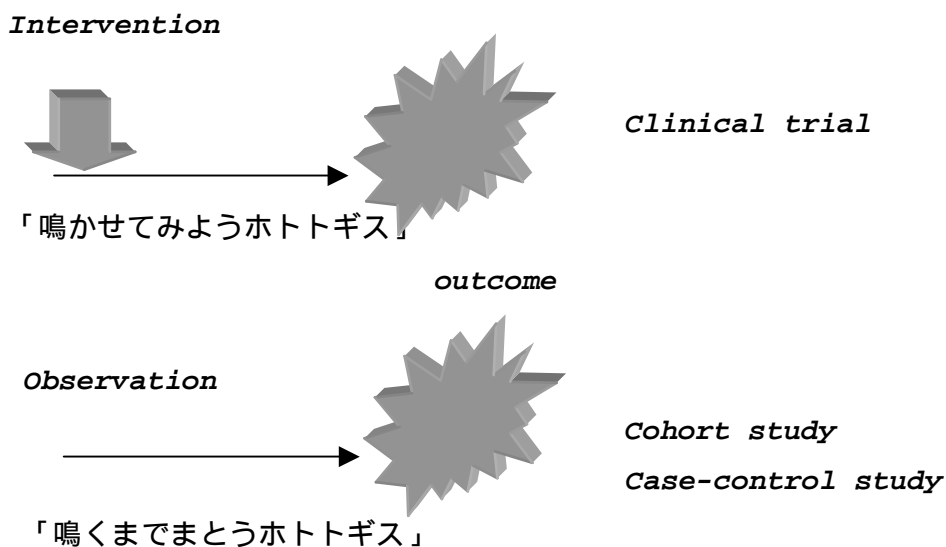 Intervention
Clinical trial
「鳴かせてみようホトトギス」
outcome
Observation
Cohort study
Case-control study
「鳴くまでまとうホトトギス」